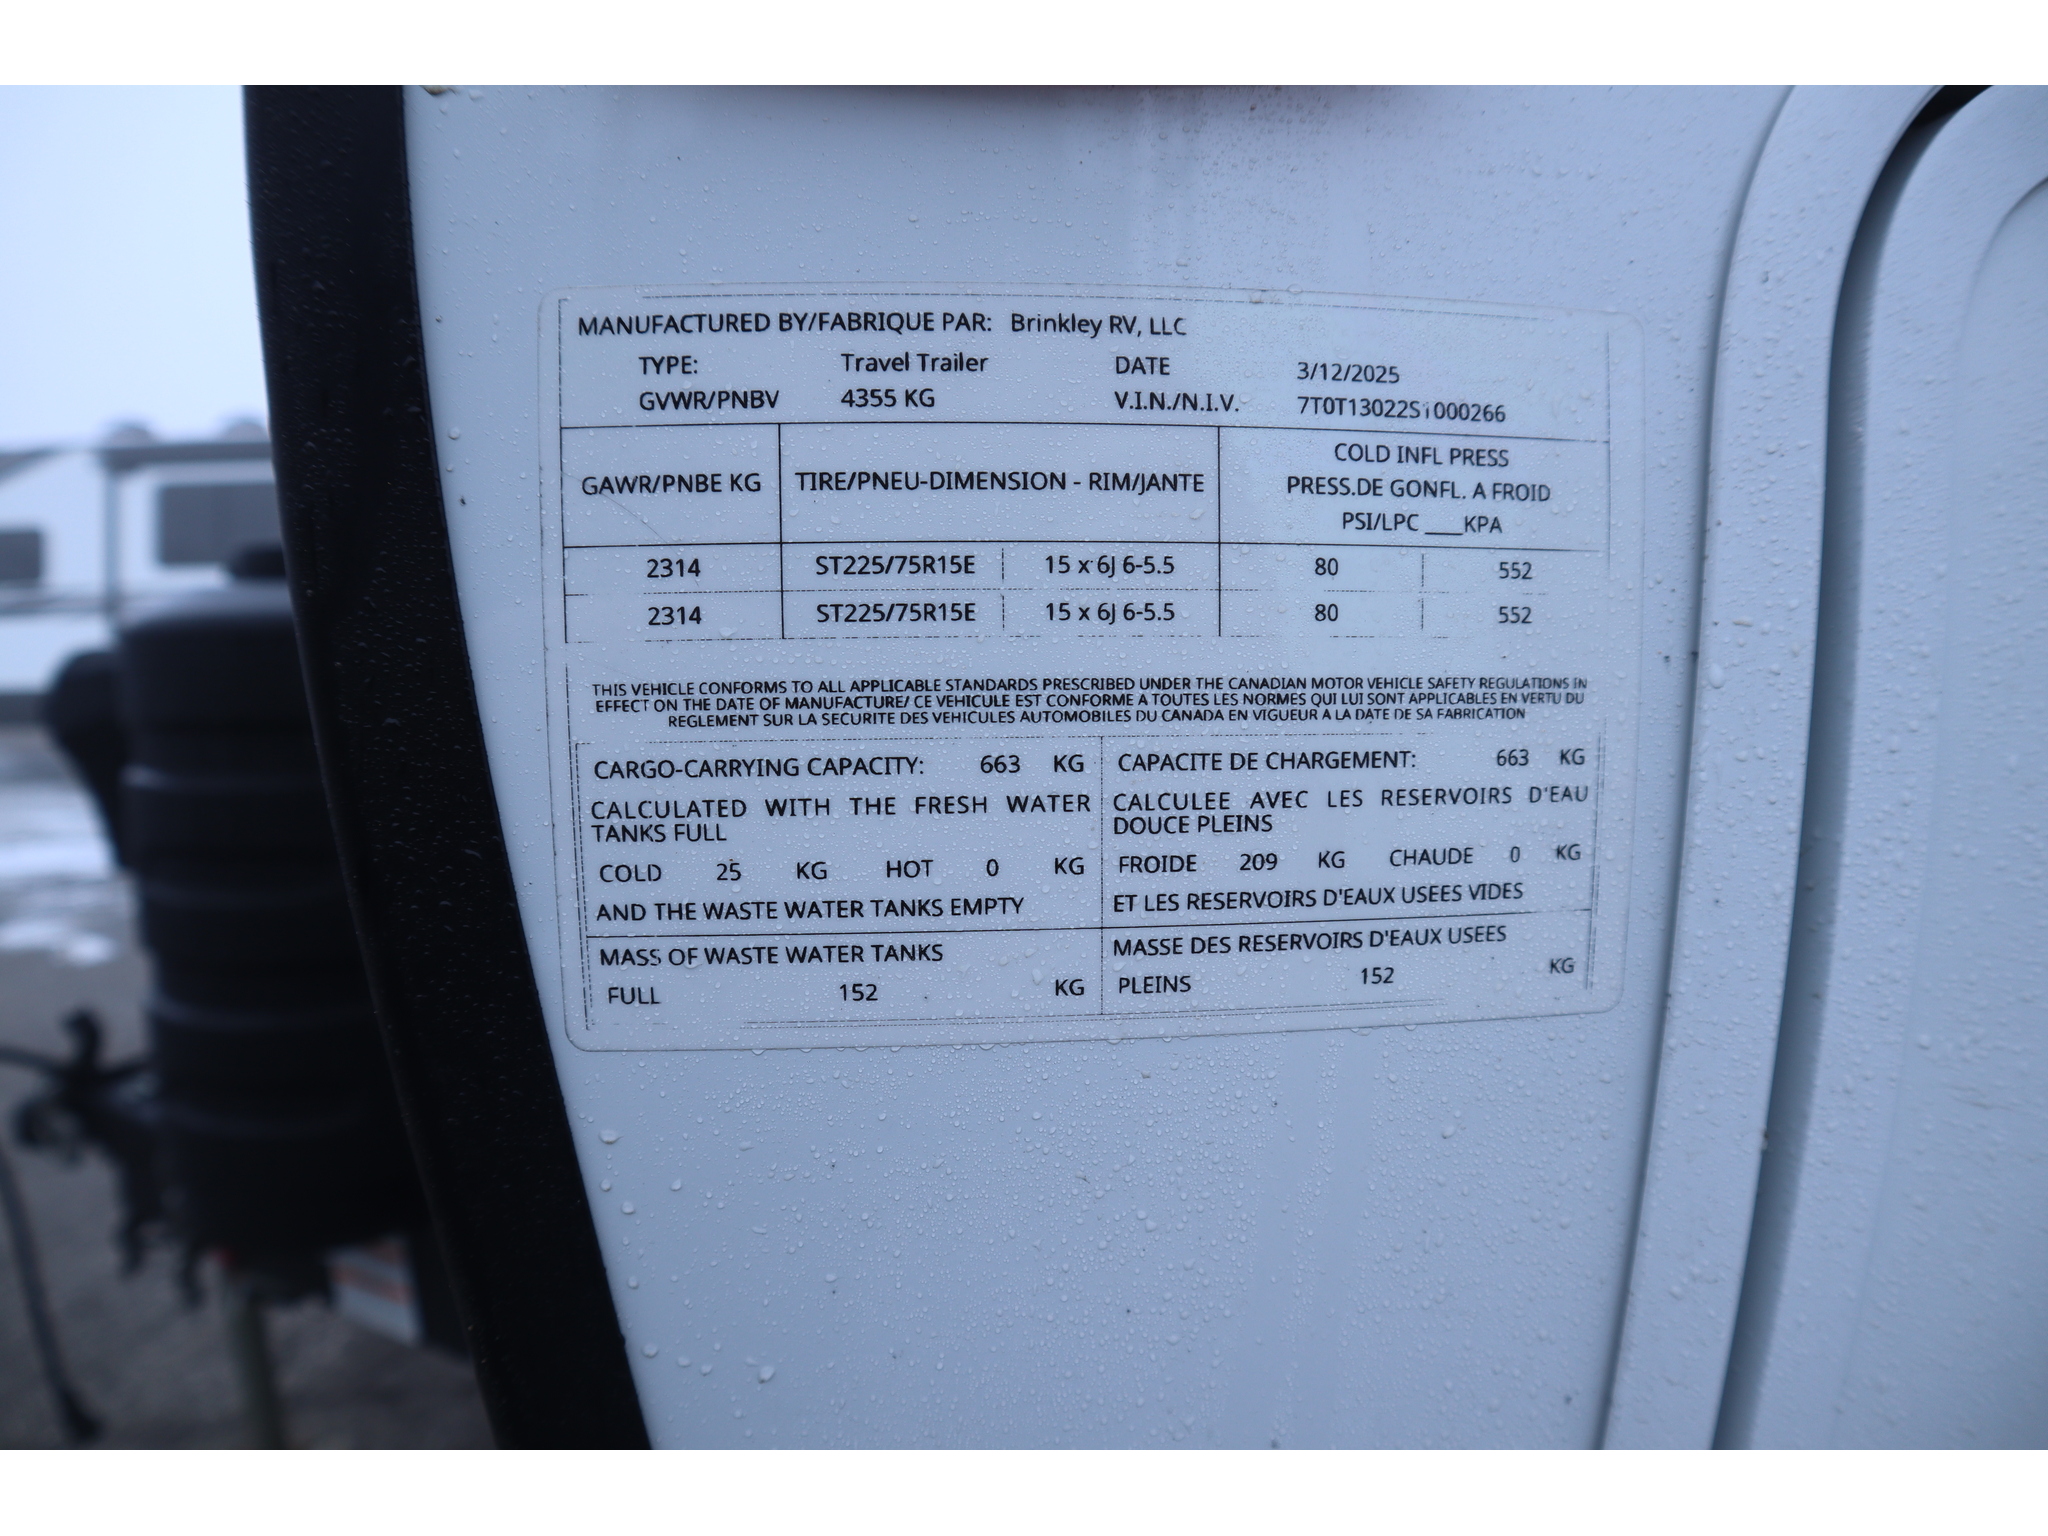 MANUFACTURED BY/FABRIQUE PAR: Brinkley RV, LLC
TYPE: Travel Trailer DATE 3/12/2025
GVWR/PNBV 4355 KG V.I.N./N.I.V. 7T0T13022S1000266
GAWR/PNBE KG TIRE/PNEU-DIMENSION - RIM/JANTE COLD INFL PRESS
PRESS.DE GONFL. A FROID
PSI/LPC ___KPA
2314 ST225/75R15E 15 x 6J 6-5.5 80 552
2314 ST225/75R15E 15 x 6J 6-5.5 80 552
THIS VEHICLE CONFORMS TO ALL APPLICABLE STANDARDS PRESCRIBED UNDER THE CANADIAN MOTOR VEHICLE SAFETY REGULATIONS IN
EFFECT ON THE DATE OF MANUFACTURE/ CE VEHICULE EST CONFORME A TOUTES LES NORMES QUI LUI SONT APPLICABLES EN VERTU DU
REGLEMENT SUR LA SECURITE DES VEHICULES AUTOMOBILES DU CANADA EN VIGUEUR A LA DATE DE SA FABRICATION
CARGO-CARRYING CAPACITY: 663 KG
CALCULATED WITH THE FRESH WATER
TANKS FULL
COLD 25 KG HOT 0 KG
AND THE WASTE WATER TANKS EMPTY
MASS OF WASTE WATER TANKS
FULL 152 KG
CAPACITE DE CHARGEMENT: 663 KG
CALCULEE AVEC LES RESERVOIRS D'EAU
DOUCE PLEINS
FROIDE 209 KG CHAUDE 0 KG
ET LES RESERVOIRS D'EAUX USEES VIDES
MASSE DES RESERVOIRS D'EAUX USEES
PLEINS 152 KG